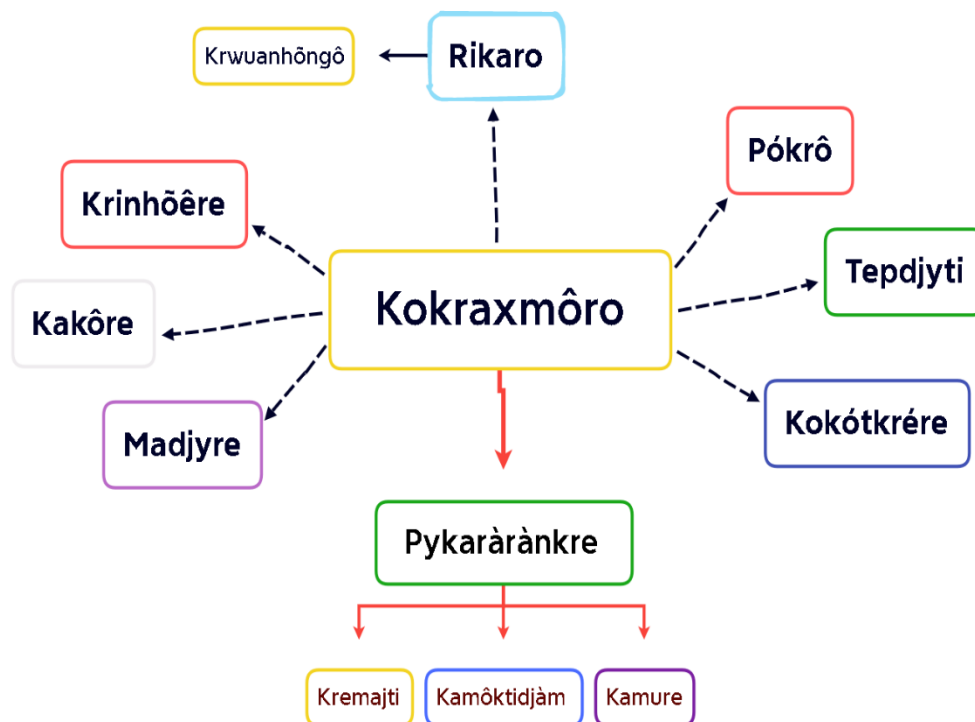 Krwuanhõngô
Rikaro
Pókrô
Krinhõêre
Tepdjyti
Kokraxmôro
Kakôre
Kokótkrére
Madjyre
Pykaràrànkre
Kremajti
Kamôktidjàm
Kamure